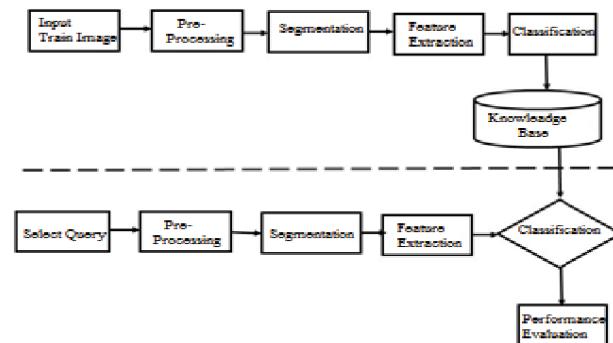 Input
Train Image
Pre-
Processing
Segmentation
Feature
Extraction
Classification
Knowleadge
Base
Select Query
Pre-
Processing
Segmentation
Feature
Extraction
Classification
Performance
Evaluation